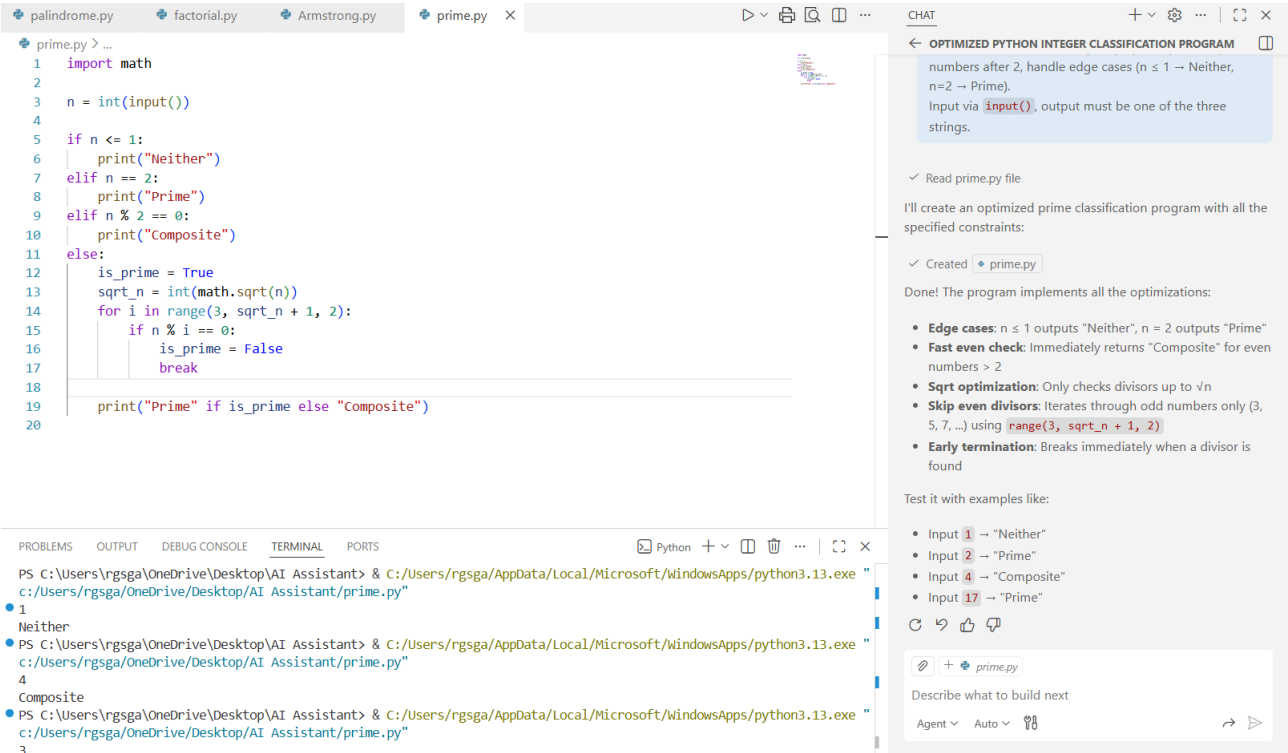 palindrome.py
factorial.py
Armstrong.py
prime.py
prime.py > ...
1 import math
2
3 n = int(input())
4
5 if n <= 1:
6 print("Neither")
7 elif n == 2:
8 print("Prime")
9 elif n % 2 == 0:
10 print("Composite")
11 else:
12 is_prime = True
13 sqrt_n = int(math.sqrt(n))
14 for i in range(3, sqrt_n + 1, 2):
15 if n % i == 0:
16 is_prime = False
17 break
18
19 print("Prime" if is_prime else "Composite")
20
PROBLEMS OUTPUT DEBUG CONSOLE TERMINAL PORTS
Python
PS C:\Users\rgsga\OneDrive\Desktop\AI Assistant> & C:/Users/rgsga/AppData/Local/Microsoft/WindowsApps/python3.13.exe "
c:/Users/rgsga/OneDrive/Desktop/AI Assistant/prime.py"
1
Neither
PS C:\Users\rgsga\OneDrive\Desktop\AI Assistant> & C:/Users/rgsga/AppData/Local/Microsoft/WindowsApps/python3.13.exe "
c:/Users/rgsga/OneDrive/Desktop/AI Assistant/prime.py"
4
Composite
PS C:\Users\rgsga\OneDrive\Desktop\AI Assistant> & C:/Users/rgsga/AppData/Local/Microsoft/WindowsApps/python3.13.exe "
c:/Users/rgsga/OneDrive/Desktop/AI Assistant/prime.py"
3
CHAT
OPTIMIZED PYTHON INTEGER CLASSIFICATION PROGRAM
numbers after 2, handle edge cases (n ≤ 1 → Neither,
n=2 → Prime).
Input via input(), output must be one of the three
strings.
Read prime.py file
I'll create an optimized prime classification program with all the
specified constraints:
Created prime.py
Done! The program implements all the optimizations:
• Edge cases: n ≤ 1 outputs "Neither", n = 2 outputs "Prime"
• Fast even check: Immediately returns "Composite" for even
numbers > 2
• Sqrt optimization: Only checks divisors up to √n
• Skip even divisors: Iterates through odd numbers only (3,
5, 7, ...) using range(3, sqrt_n + 1, 2)
• Early termination: Breaks immediately when a divisor is
found
Test it with examples like:
• Input 1 → "Neither"
• Input 2 → "Prime"
• Input 4 → "Composite"
• Input 17 → "Prime"
+ prime.py
Describe what to build next
Agent Auto